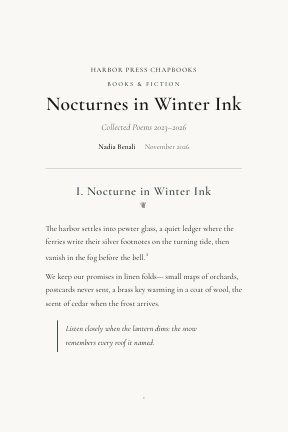 HARBOR PRESS CHAPBOOKS
BOOKS & FICTION
Nocturnes in Winter Ink
Collected Poems 2023–2026
Nadia Benali November 2026
I. Nocturne in Winter Ink
❦
The harbor settles into pewter glass, a quiet ledger where the
ferries write their silver footnotes on the turning tide, then
vanish in the fog before the bell.
We keep our promises in linen folds— small maps of orchards,
postcards never sent, a brass key warming in a coat of wool, the
scent of cedar when the frost arrives.
Listen closely when the lantern dims: the snow
remembers every roof it named.